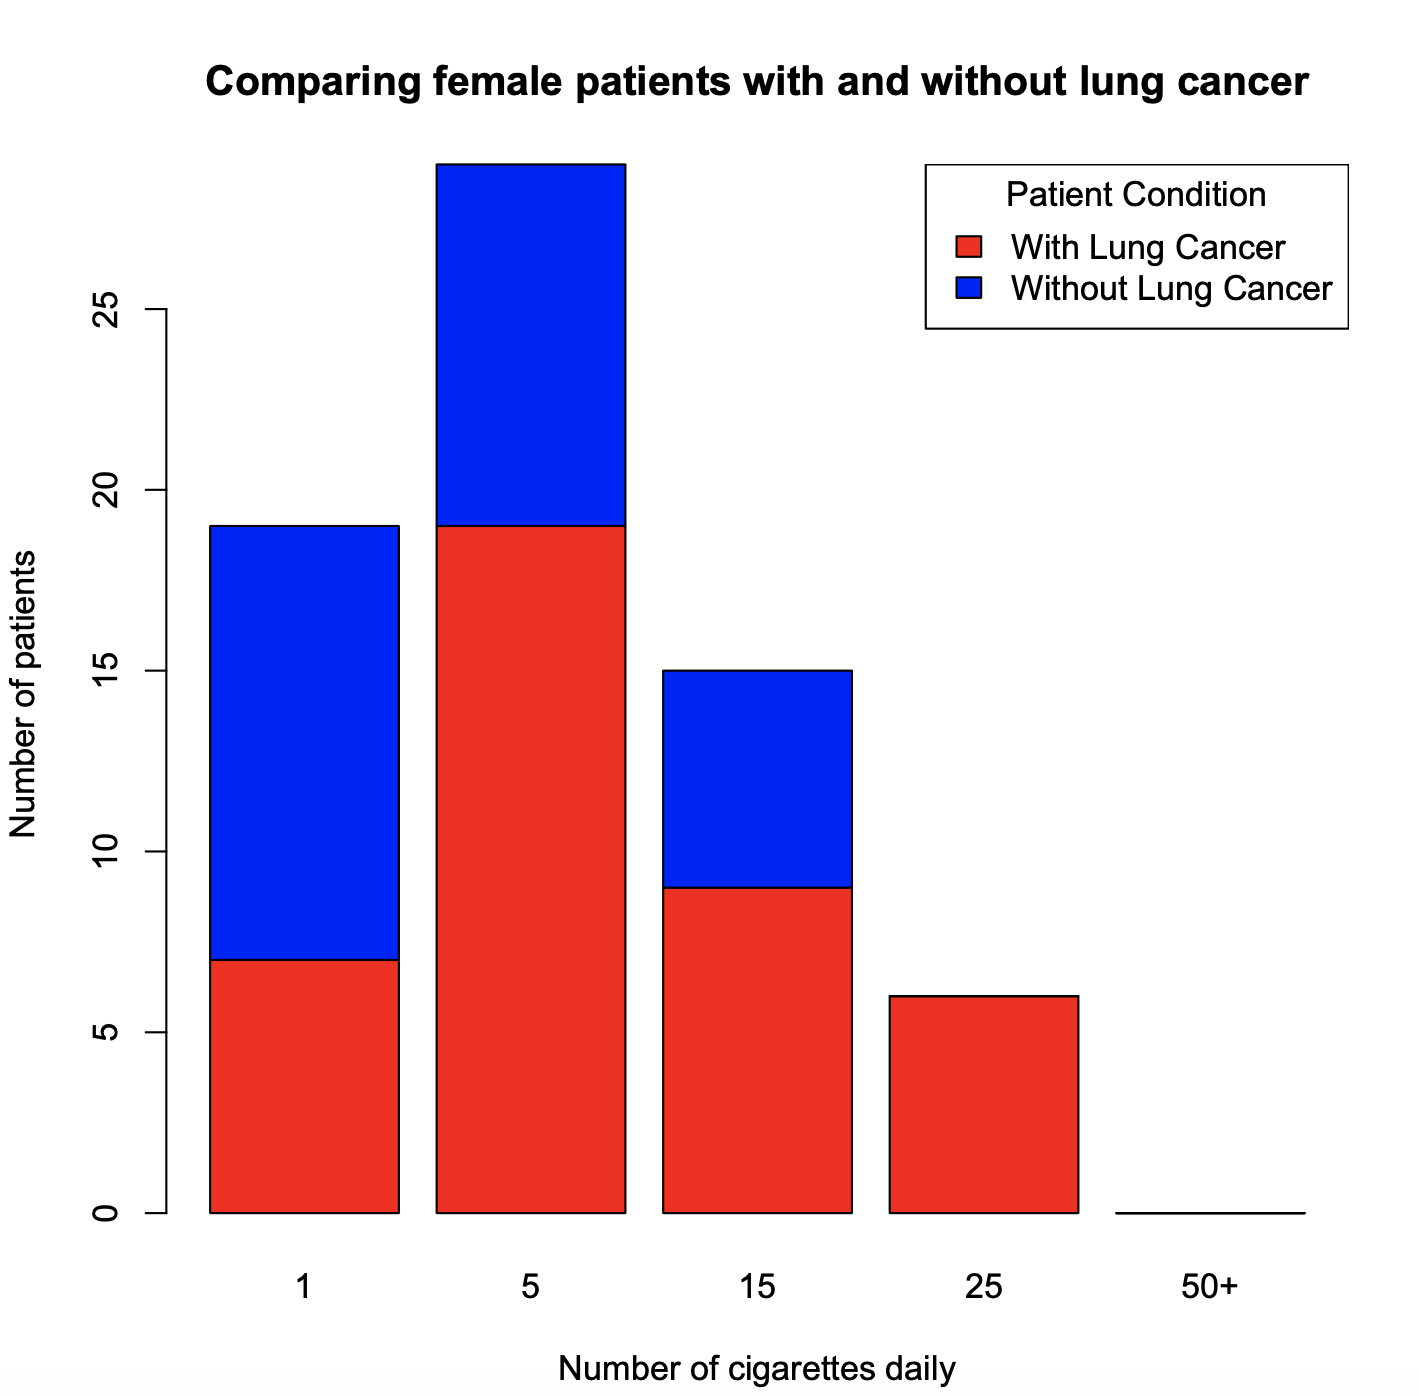 Comparing female patients with and without lung cancer
Patient Condition
With Lung Cancer
Without Lung Cancer
Number of patients
25
20
15
10
5
0
1 5 15 25 50+
Number of cigarettes daily